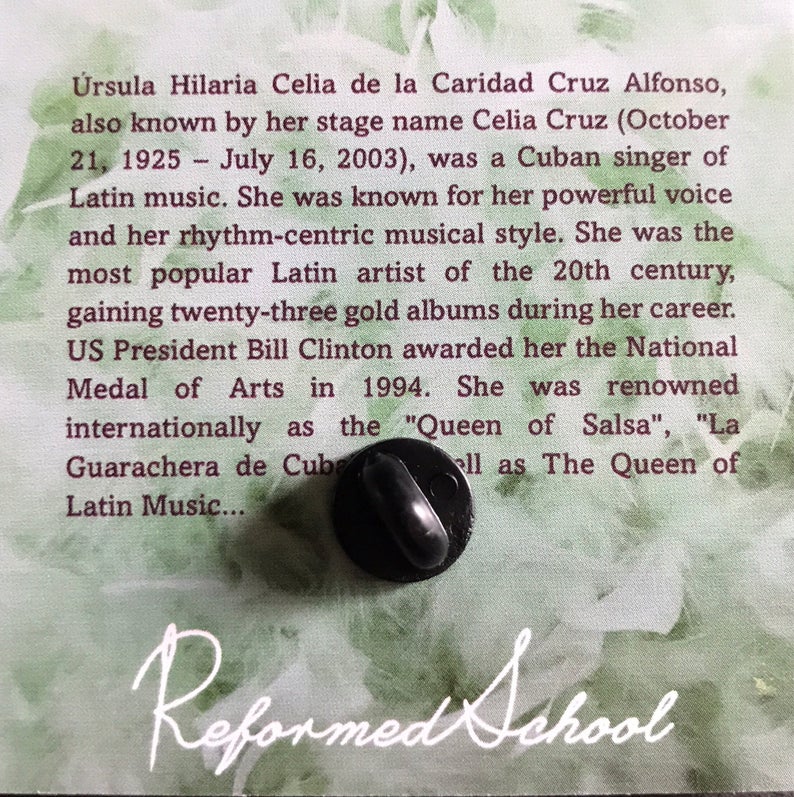 Úrsula Hilaria Celia de la Caridad Cruz Alfonso,
also known by her stage name Celia Cruz (October
21, 1925 – July 16, 2003), was a Cuban singer of
Latin music. She was known for her powerful voice
and her rhythm-centric musical style. She was the
most popular Latin artist of the 20th century,
gaining twenty-three gold albums during her career.
US President Bill Clinton awarded her the National
Medal of Arts in 1994. She was renowned
internationally as the "Queen of Salsa", "La
Guarachera de as The Queen of
Latin Music...
Reformed School